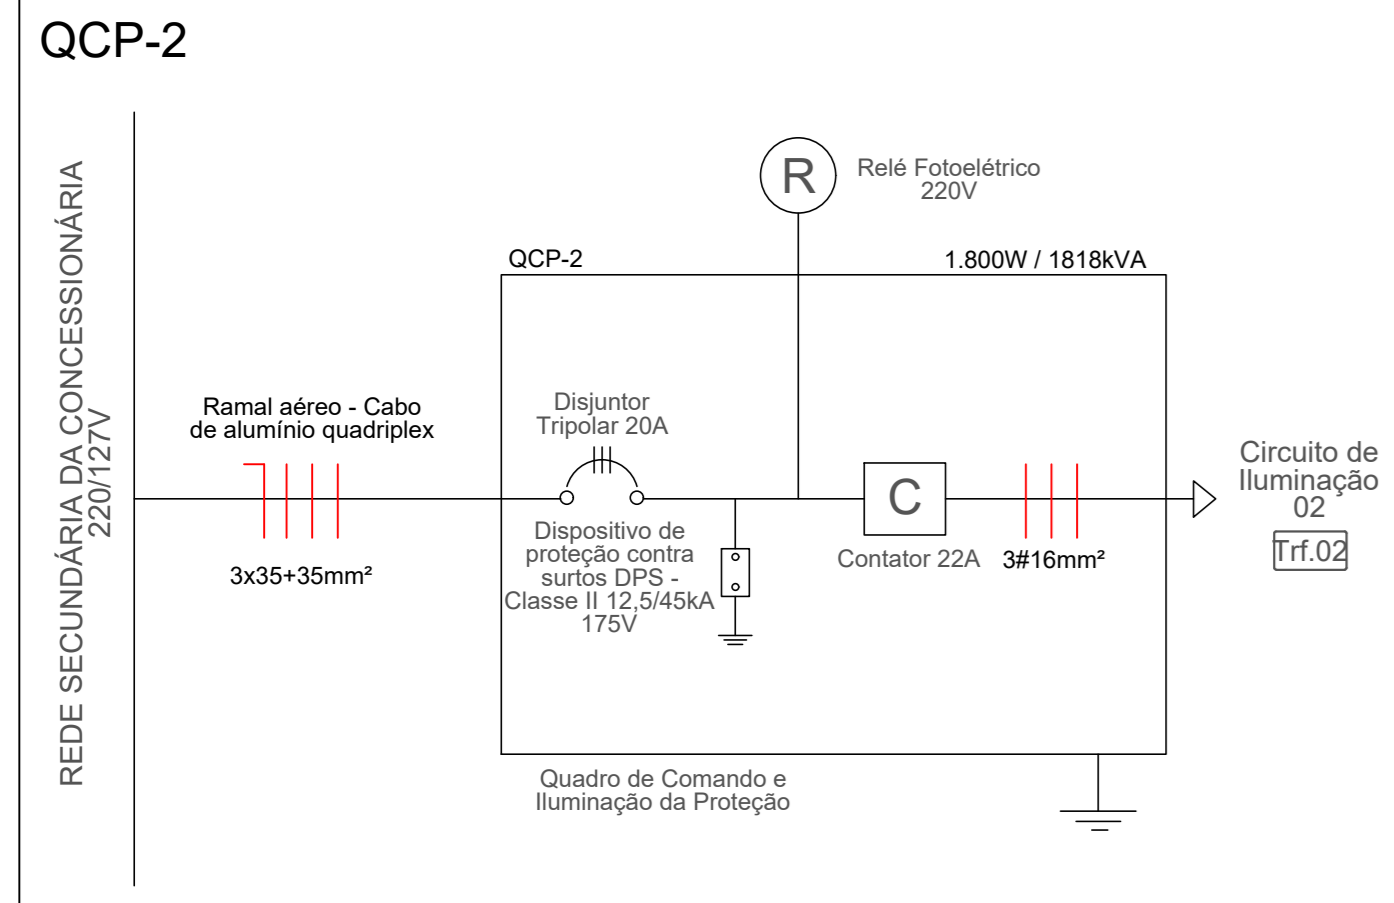 QCP-2
REDE SECUNDÁRIA DA CONCESSIONÁRIA
220/127V
Relé Fotoelétrico
220V
R
QCP-2
1.800W / 1818kVA
Ramal aéreo - Cabo
de alumínio quadriplex
3x35+35mm²
Disjuntor
Tripolar 20A
Dispositivo de
proteção contra
surtos DPS -
Classe II 12,5/45kA
175V
C
Contator 22A
3#16mm²
Circuito de
Iluminação
02
Trf.02
Quadro de Comando e
Iluminação da Proteção